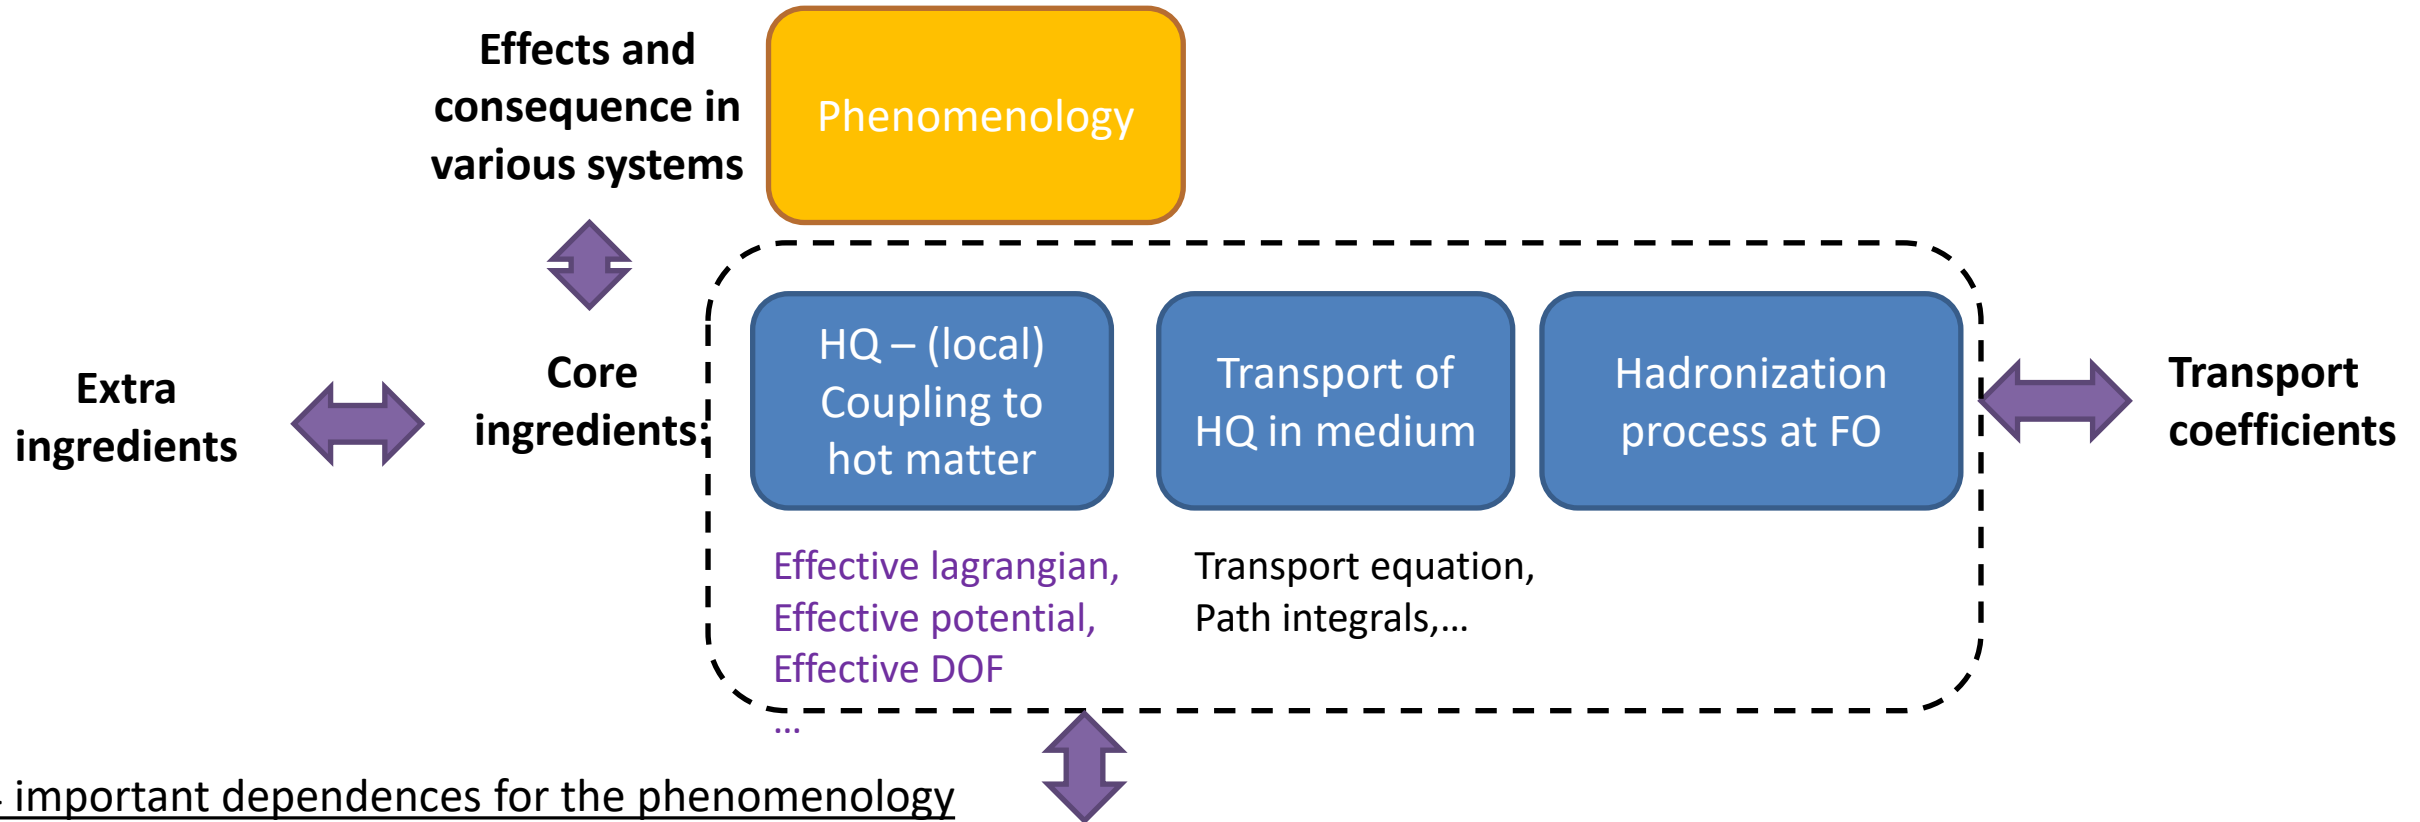 Effects and
consequence in
various systems
Phenomenology
Extra
ingredients
Core
ingredients:
HQ – (local)
Coupling to
hot matter
Transport of
HQ in medium
Hadronization
process at FO
Transport
coefficients
Effective lagrangian,
Effective potential,
Effective DOF
...
Transport equation,
Path integrals,...
important dependences for the phenomenology